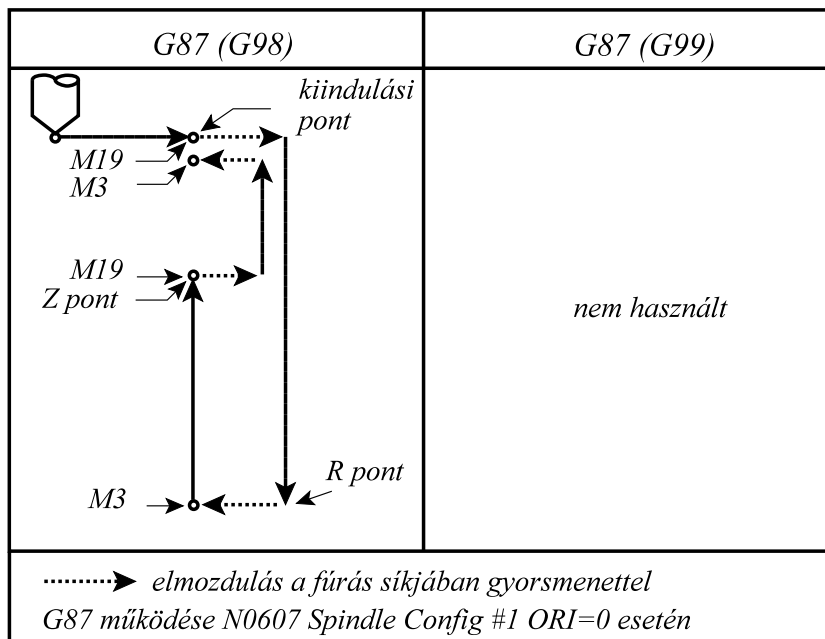 G87 (G98)
G87 (G99)
kiindulási
pont
M19
M3
M19
Z pont
nem használt
R pont
M3
elmozdulás a fúrás síkjában gyorsmenettel
G87 működése N0607 Spindle Config #1 ORI=0 esetén